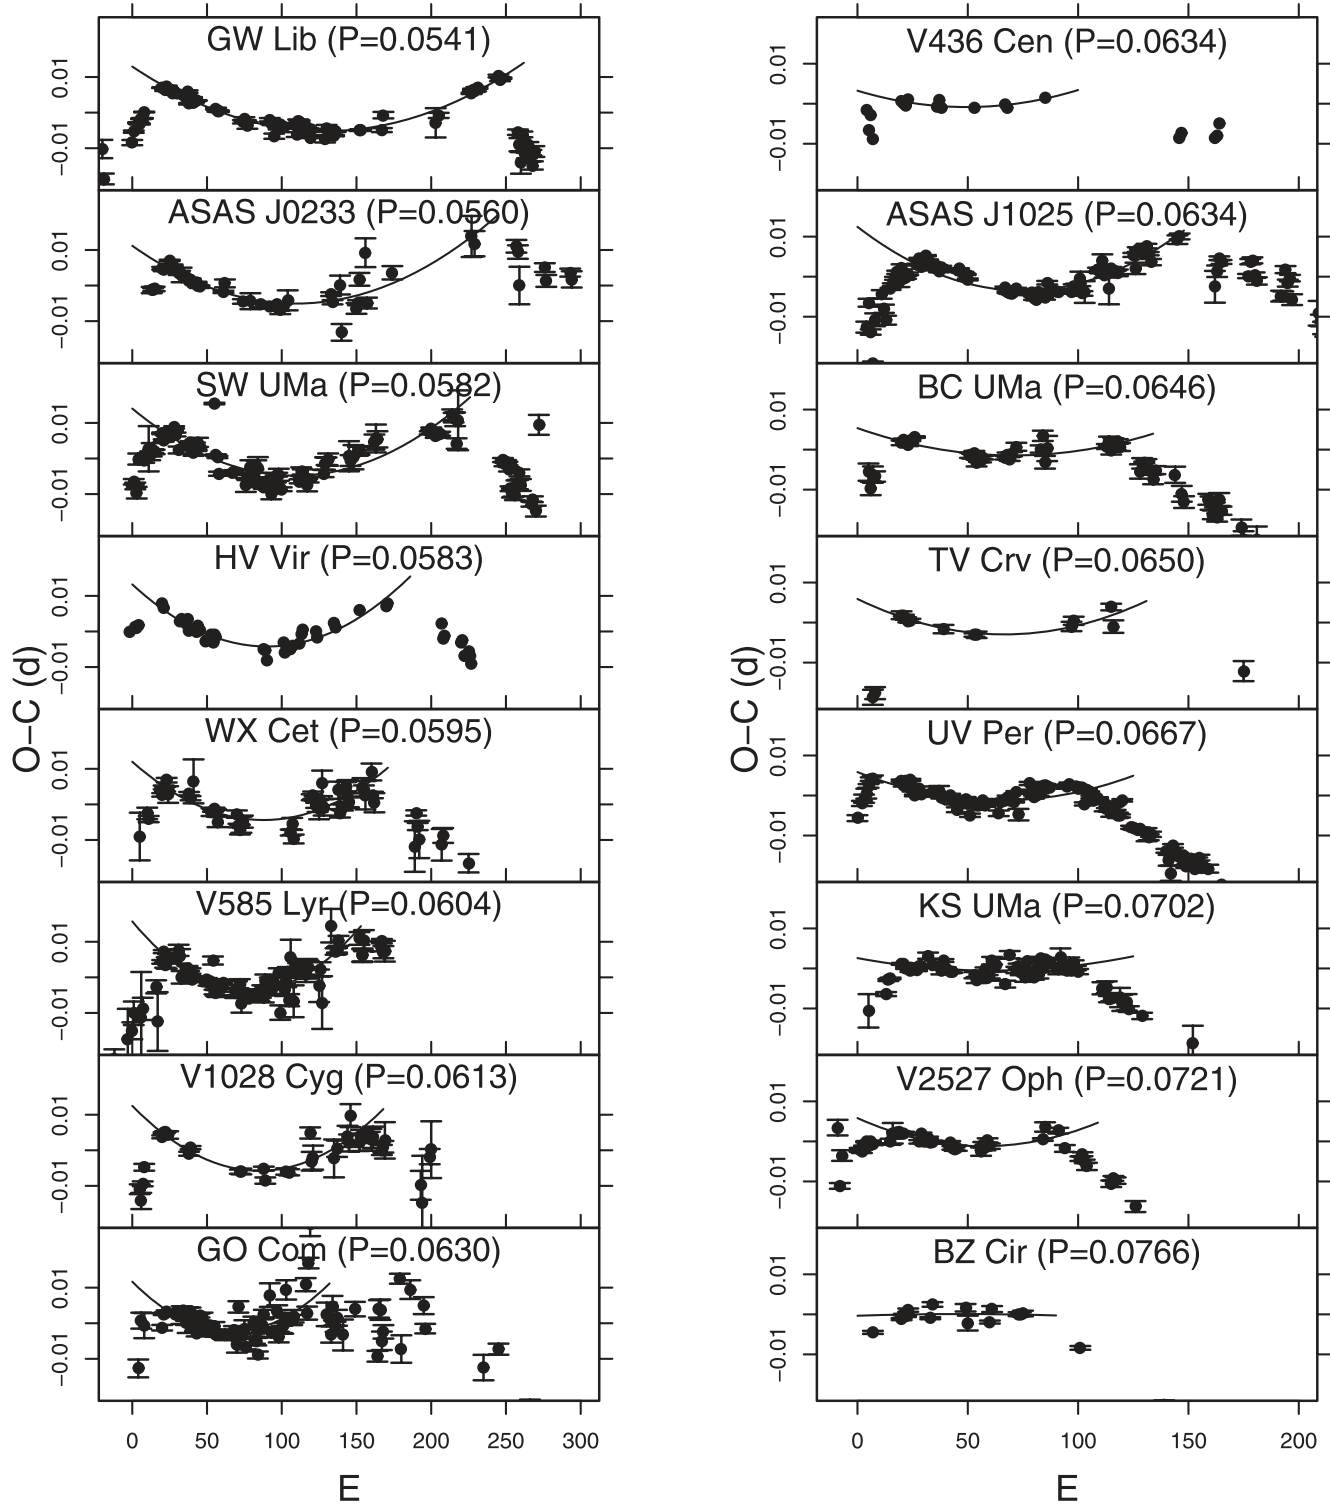 GW Lib (P=0.0541)
0.01
−0.01
ASAS J0233 (P=0.0560)
0.01
−0.01
SW UMa (P=0.0582)
0.01
−0.01
HV Vir (P=0.0583)
0.01
−0.01
WX Cet (P=0.0595)
0.01
−0.01
V585 Lyr (P=0.0604)
0.01
−0.01
V1028 Cyg (P=0.0613)
0.01
−0.01
GO Com (P=0.0630)
0.01
−0.01
O−C (d)
0 50 100 150 200 250 300
E
V436 Cen (P=0.0634)
0.01
−0.01
ASAS J1025 (P=0.0634)
0.01
−0.01
BC UMa (P=0.0646)
0.01
−0.01
TV Crv (P=0.0650)
0.01
−0.01
UV Per (P=0.0667)
0.01
−0.01
KS UMa (P=0.0702)
0.01
−0.01
V2527 Oph (P=0.0721)
0.01
−0.01
BZ Cir (P=0.0766)
0.01
−0.01
O−C (d)
0 50 100 150 200
E